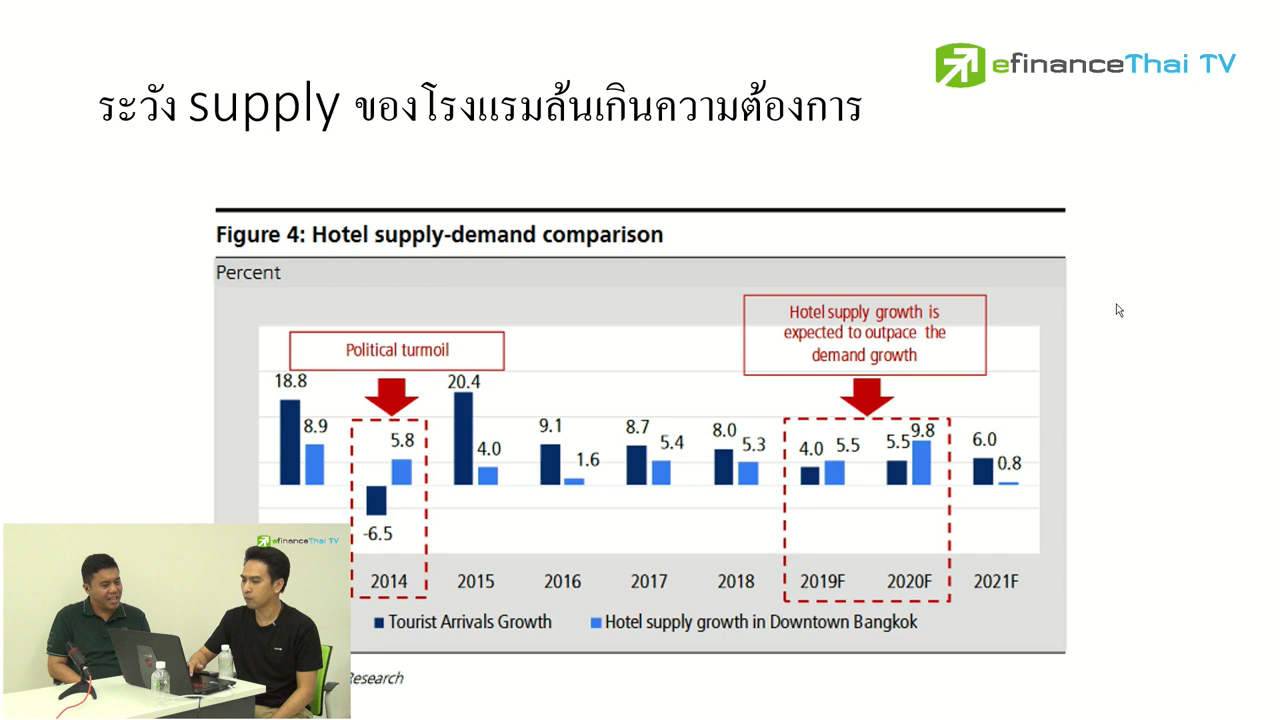 efinanceThai TV
ระวัง supply ของโรงแรมล้นเกินความต้องการ
Figure 4: Hotel supply-demand comparison
Percent
Hotel supply growth is
expected to outpace the
demand growth
Political turmoil
18.8 8.9 -6.5 5.8 20.4 4.0 9.1 1.6 8.7 5.4 8.0 5.3 4.0 5.5 5.5 9.8 6.0 0.8
2014 2015 2016 2017 2018 2019F 2020F 2021F
Tourist Arrivals Growth Hotel supply growth in Downtown Bangkok
efinanceThai TV
Research